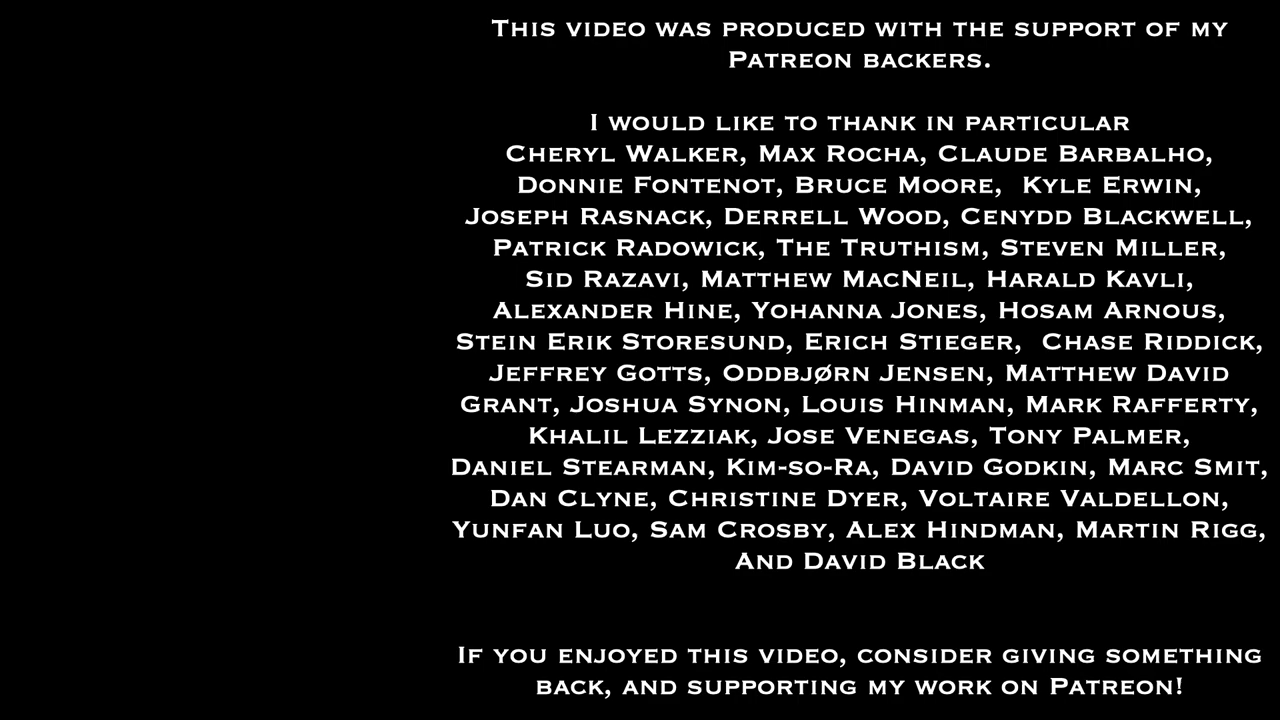 This video was produced with the support of my
Patreon backers.
I would like to thank in particular
Cheryl Walker, Max Rocha, Claude Barbalho,
Donnie Fontenot, Bruce Moore,  Kyle Erwin,
Joseph Rasnack, Derrell Wood, Cenydd Blackwell,
Patrick Radowick, The Truthism, Steven Miller,
Sid Razavi, Matthew MacNeil, Harald Kavli,
Alexander Hine, Yohanna Jones, Hosam Arnous,
Stein Erik Storesund, Erich Stieger,  Chase Riddick,
Jeffrey Gotts, Oddbjørn Jensen, Matthew David
Grant, Joshua Synon, Louis Hinman, Mark Rafferty,
Khalil Lezziak, Jose Venegas, Tony Palmer,
Daniel Stearman, Kim-so-Ra, David Godkin, Marc Smit,
Dan Clyne, Christine Dyer, Voltaire Valdellon,
Yunfan Luo, Sam Crosby, Alex Hindman, Martin Rigg,
And David Black
If you enjoyed this video, consider giving something
back, and supporting my work on Patreon!